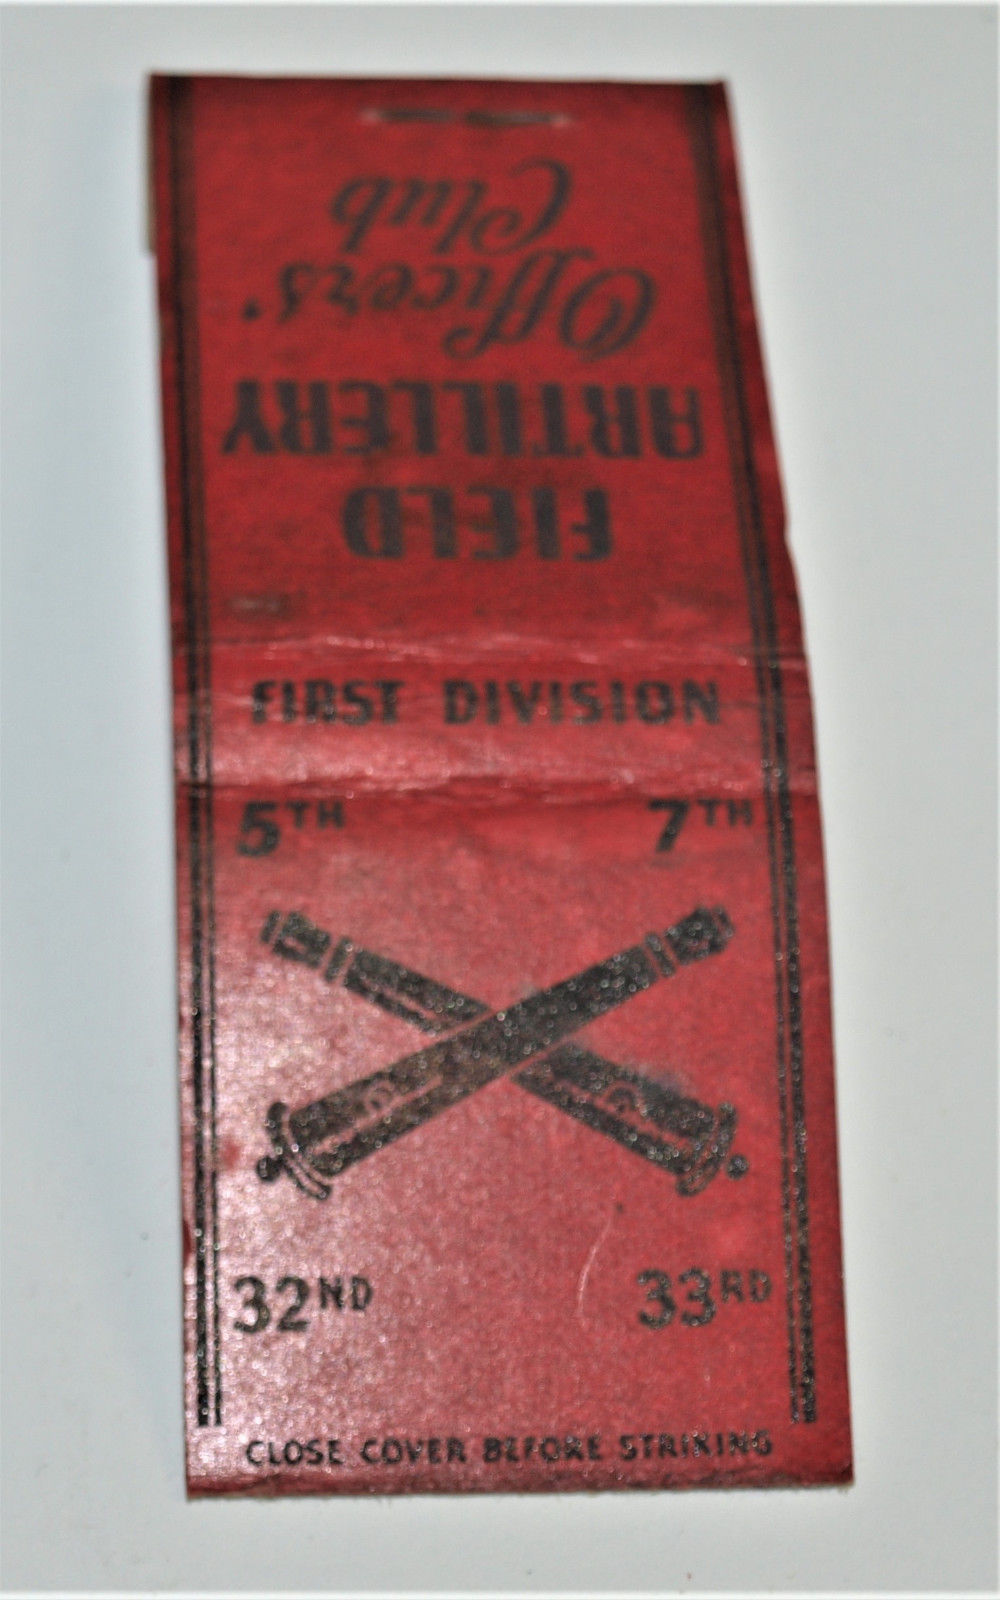 FIELD
ARTILLERY
Officers'
Club
FIRST DIVISION
5TH 7TH
32ND 33RD
CLOSE COVER BEFORE STRIKING